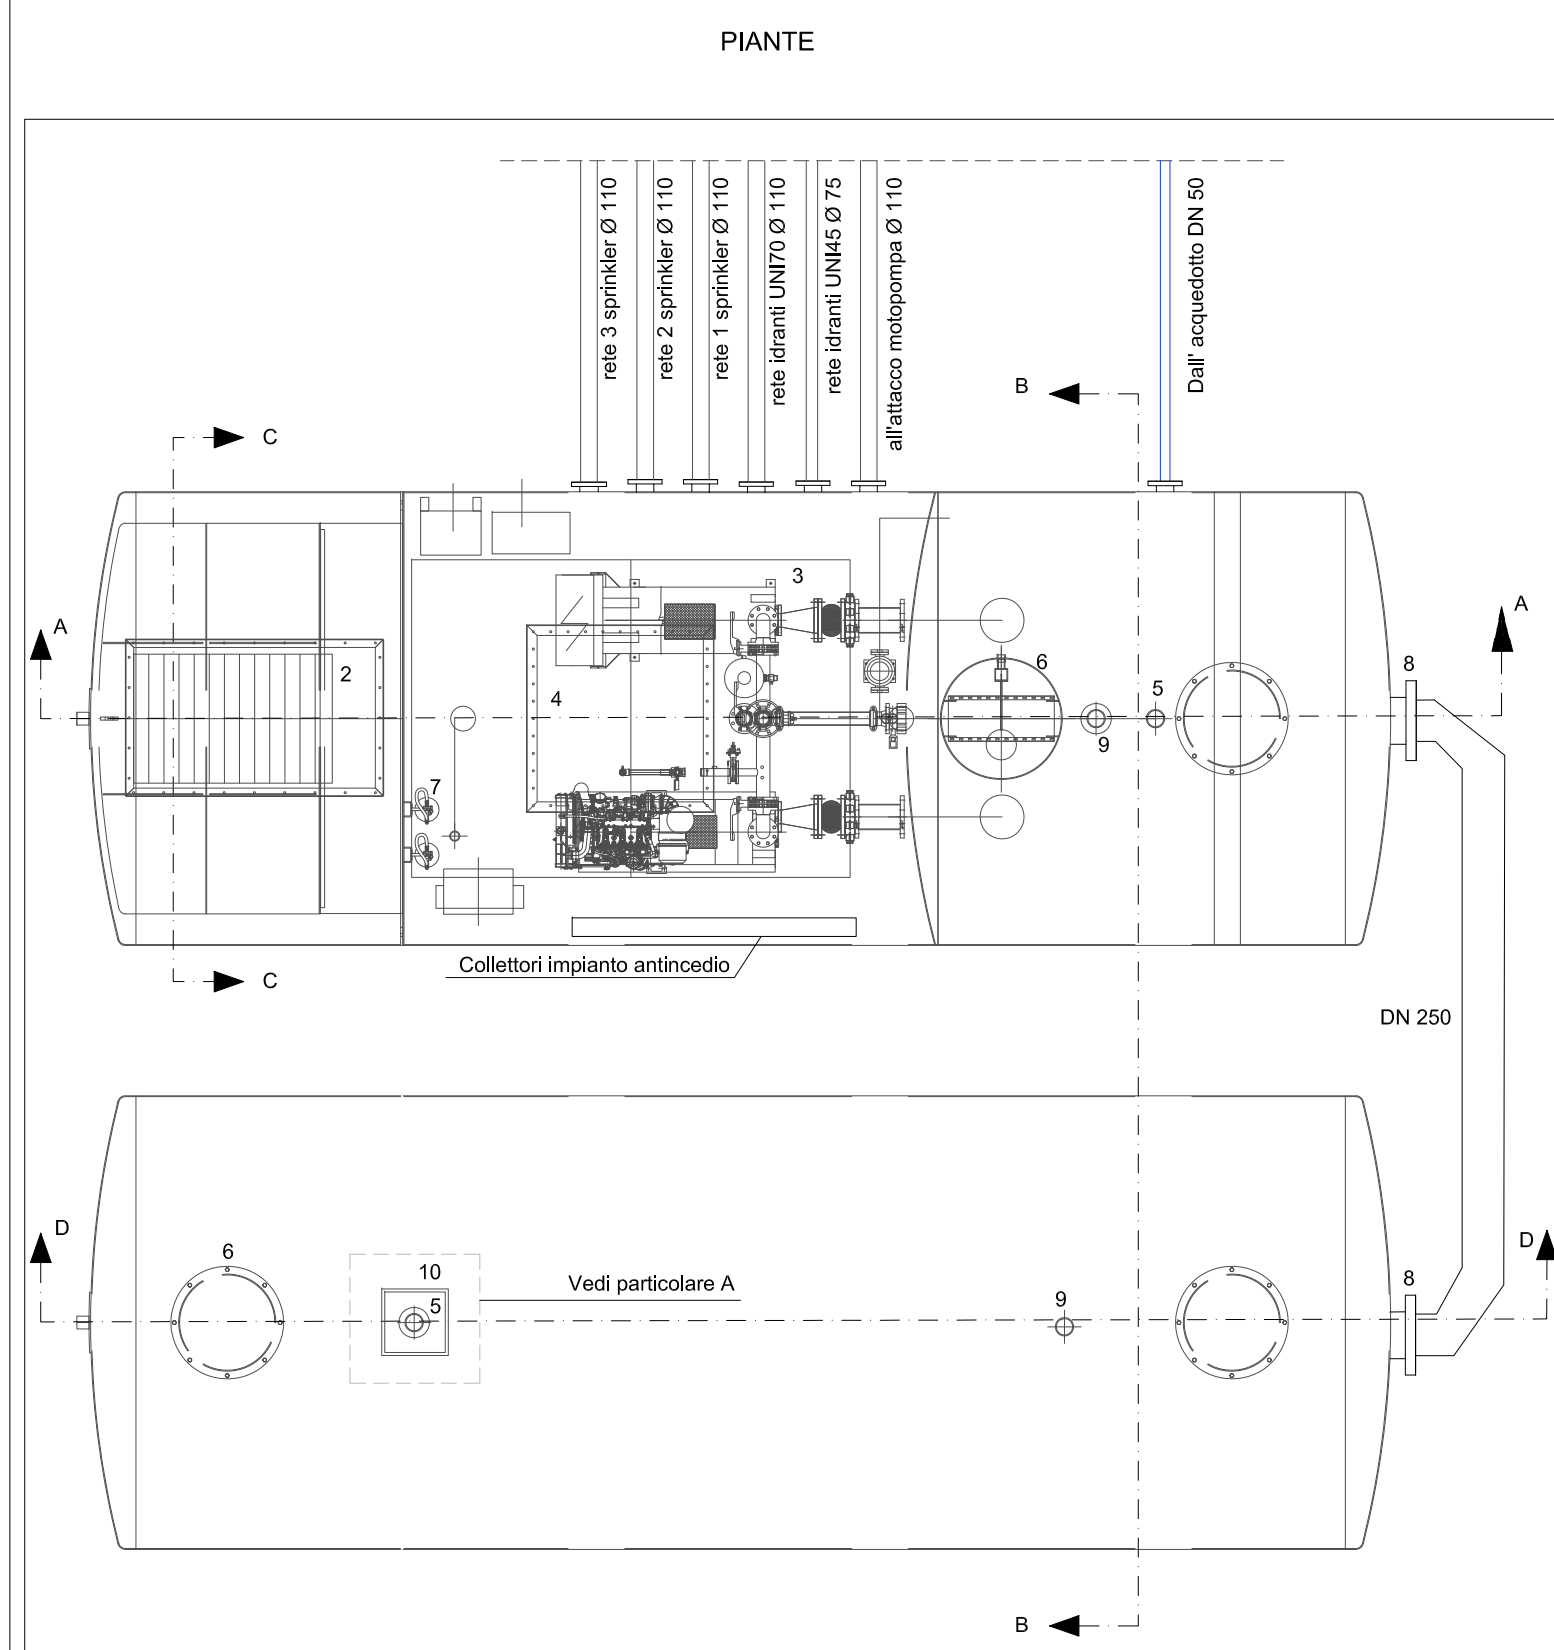 PIANTE
rete 3 sprinkler Ø 110
rete 2 sprinkler Ø 110
rete 1 sprinkler Ø 110
rete idranti UNI70 Ø 110
rete idranti UNI45 Ø 75
all'attacco motopompa Ø 110
Dall' acquedotto DN 50
B
C
3
A
A
2
4
6
5
8
9
7
Collettori impianto antincedio
C
DN 250
D
D
6
10
Vedi particolare A
5
9
8
B